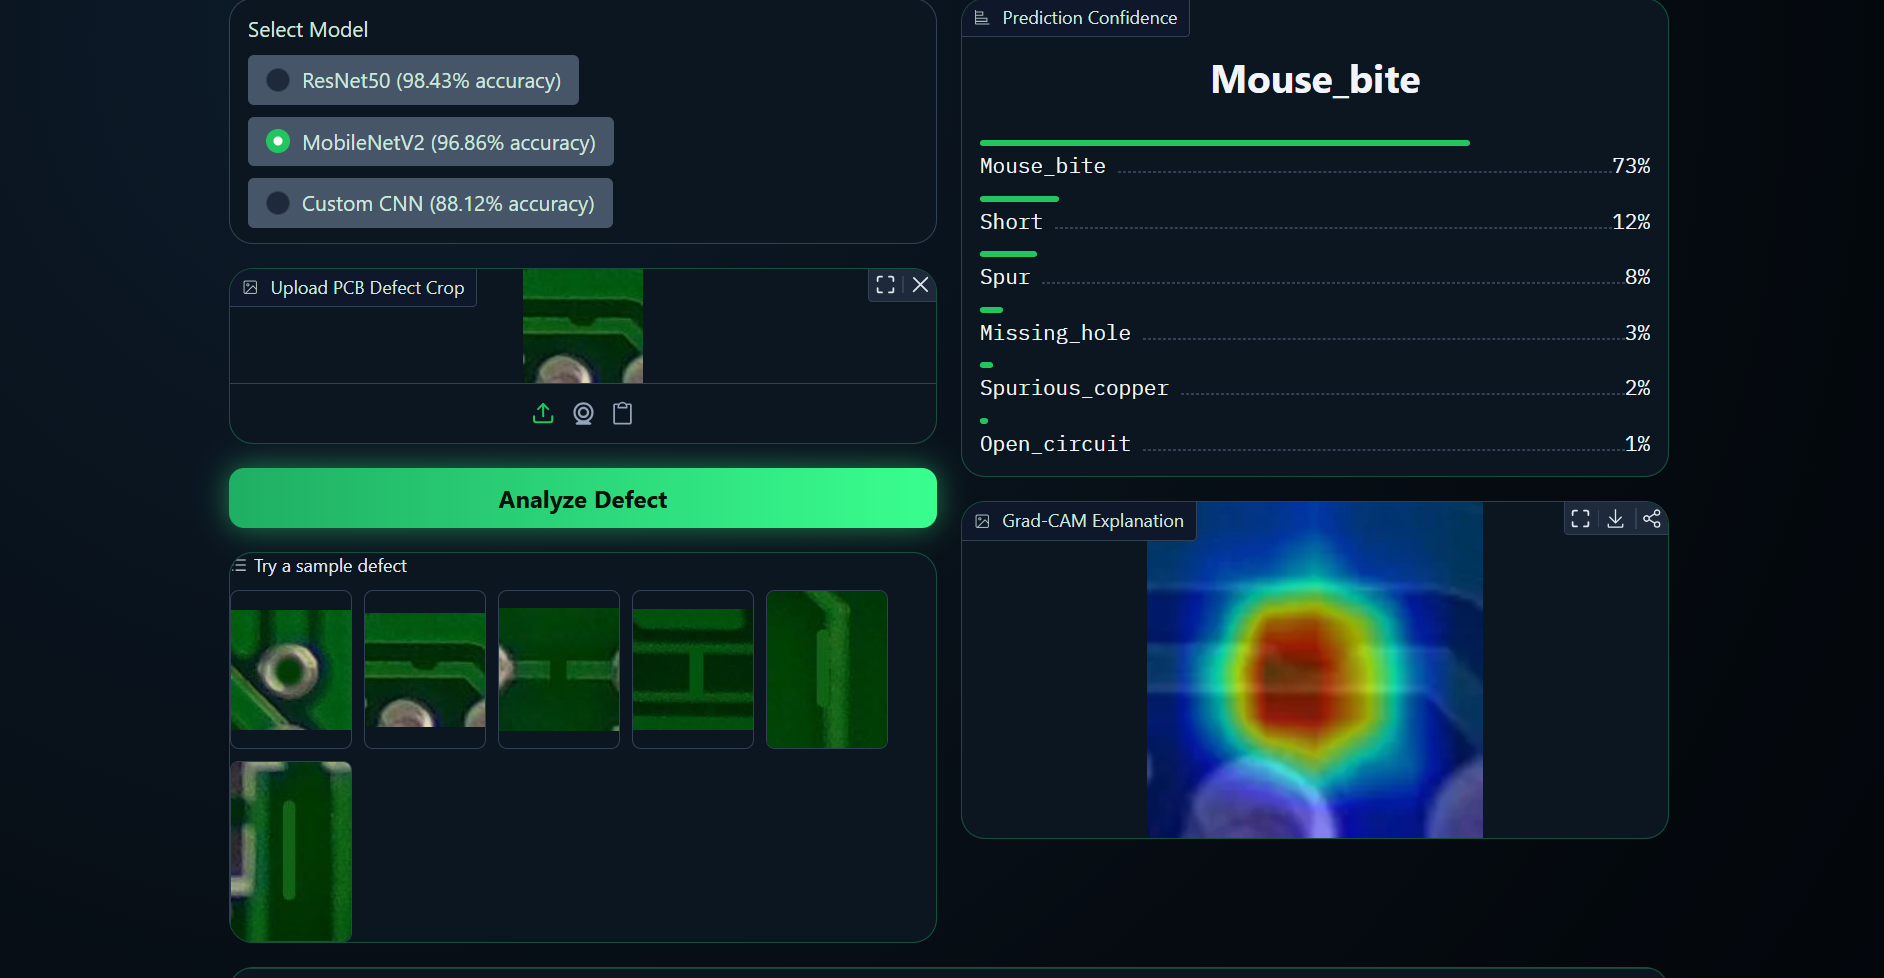 Select Model
ResNet50 (98.43% accuracy)
MobileNetV2 (96.86% accuracy)
Custom CNN (88.12% accuracy)
Upload PCB Defect Crop
Analyze Defect
Try a sample defect
Prediction Confidence
Mouse_bite
Mouse_bite 73%
Short 12%
Spur 8%
Missing_hole 3%
Spurious_copper 2%
Open_circuit 1%
Grad-CAM Explanation